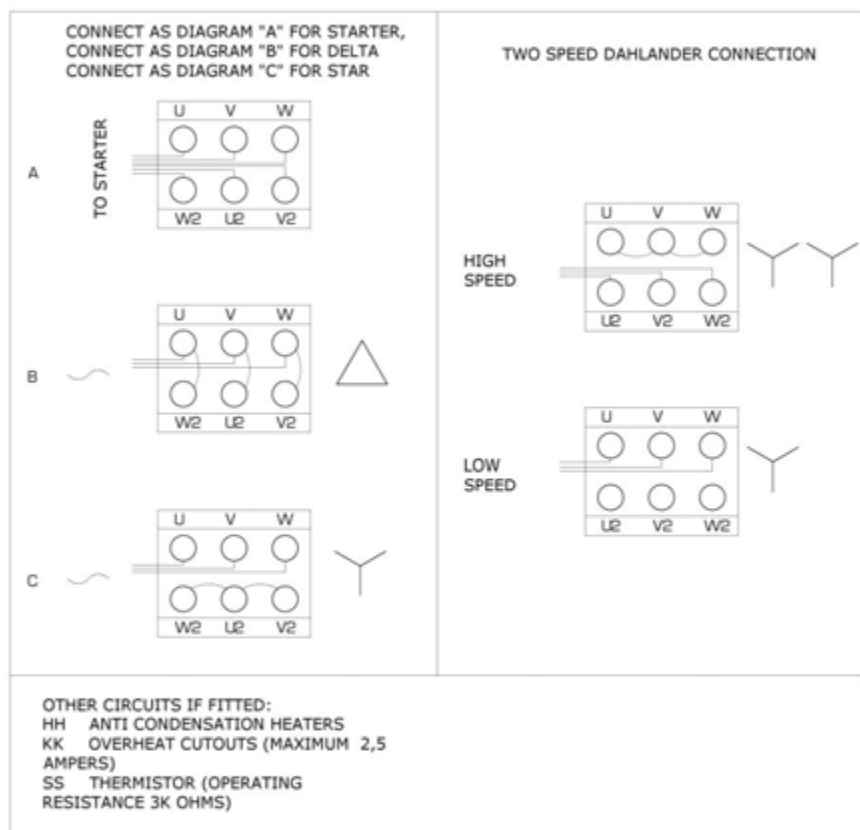 CONNECT AS DIAGRAM "A" FOR STARTER,
CONNECT AS DIAGRAM "B" FOR DELTA
CONNECT AS DIAGRAM "C" FOR STAR
U V W
A
TO STARTER
W2 U2 V2
U V W
B
W2 U2 V2
U V W
C
W2 U2 V2
TWO SPEED DAHLANDER CONNECTION
U V W
HIGH
SPEED
U2 V2 W2
U V W
LOW
SPEED
U2 V2 W2
OTHER CIRCUITS IF FITTED:
HH ANTI CONDENSATION HEATERS
KK OVERHEAT CUTOUTS (MAXIMUM 2,5
AMPERS)
SS THERMISTOR (OPERATING
RESISTANCE 3K OHMS)